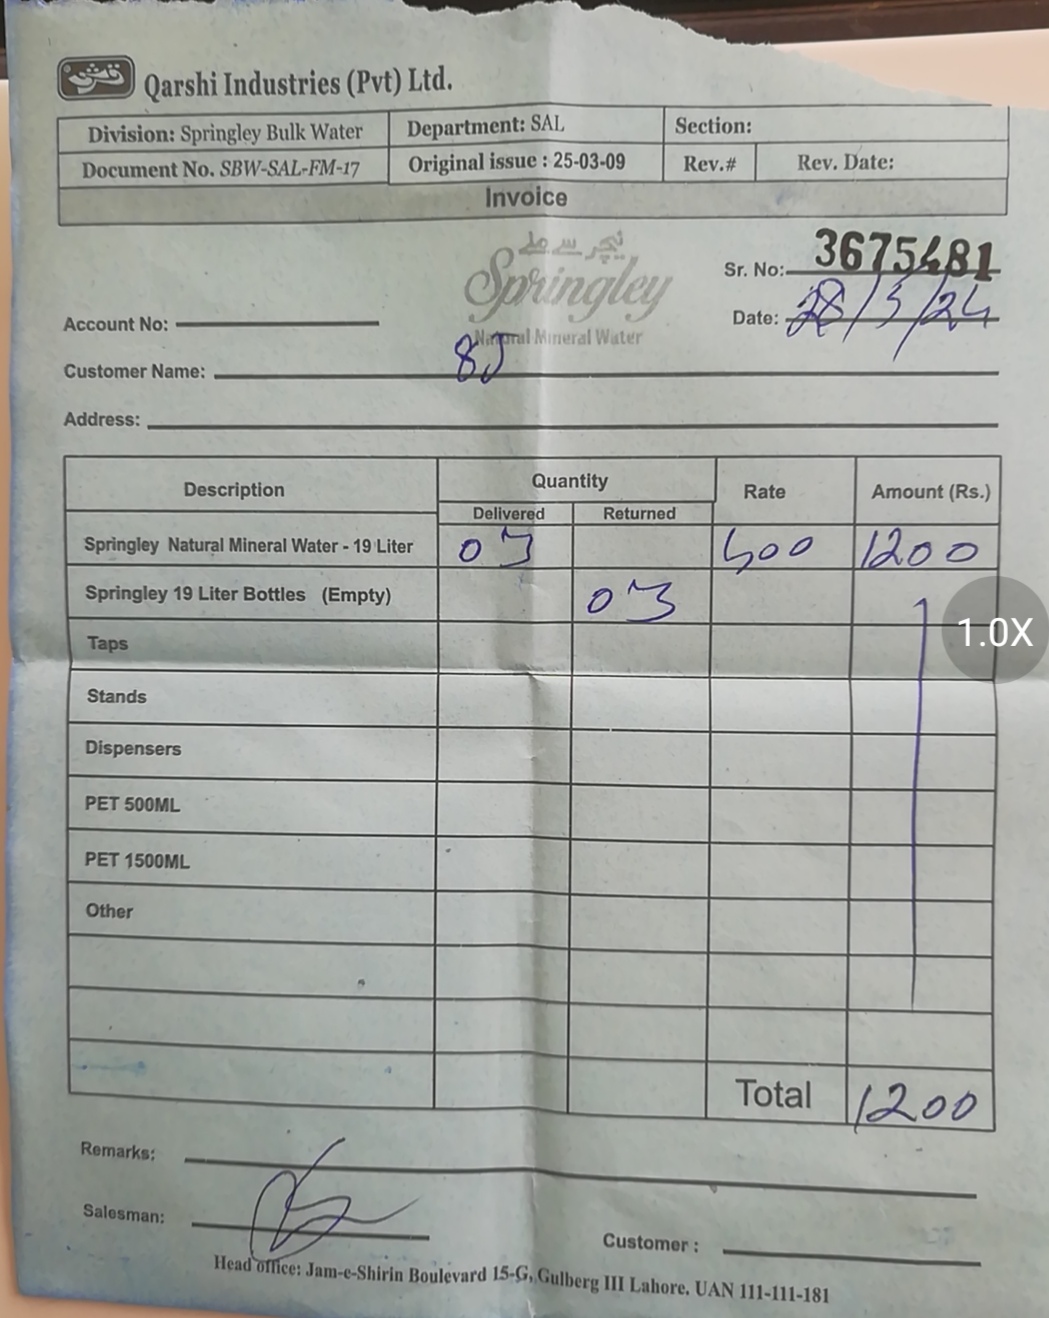 قرشی Qarshi Industries (Pvt) Ltd.
Division: Springley Bulk Water Department: SAL Section:
Document No. SBW-SAL-FM-17 Original issue : 25-03-09 Rev.# Rev. Date:
Invoice
نیچر سے ملے
Springley
Natural Mineral Water
Sr. No: 3675481
Date: 28/3/24
Account No:
Customer Name: 8J
Address:
Description Quantity Rate Amount (Rs.)
Delivered Returned
Springley Natural Mineral Water - 19 Liter 03 400 1200
Springley 19 Liter Bottles (Empty) 03
Taps
Stands
Dispensers
PET 500ML
PET 1500ML
Other
Total 1200
Remarks:
Salesman:
Customer :
Head office: Jam-e-Shirin Boulevard 15-G, Gulberg III Lahore. UAN 111-111-181
1.0X